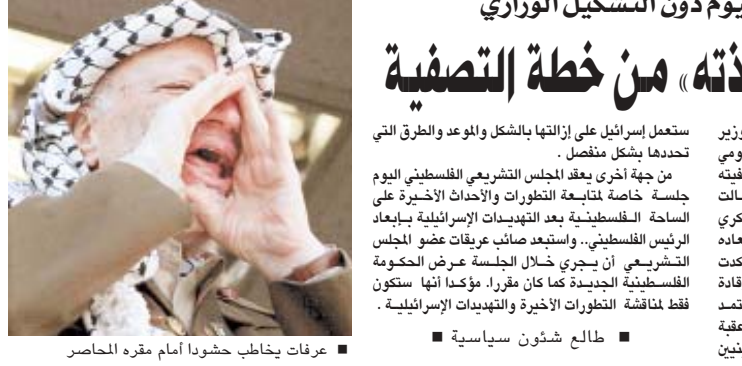 يوم دون التشكيل الوزاري
ذته» من خطة التصفية
وزير
ومي
فيته
الت
كري
عاده
كدت
قادة
تمد
عقبة
نيين
ستعمل إسرائيل على إزالتها بالشكل والموعد والطرق التي
تحددها بشكل منفصل .
من جهة أخرى يعقد المجلس التشريعي الفلسطيني اليوم
جلسة خاصة لمتابعة التطورات والأحداث الأخيرة على
الساحة الفلسطينية بعد التهديدات الإسرائيلية بإبعاد
الرئيس الفلسطيني.. واستبعد صائب عريقات عضو المجلس
التشريعي أن يجري خلال الجلسة عرض الحكومة
الفلسطينية الجديدة كما كان مقررا. مؤكدا أنها ستكون
فقط لمناقشة التطورات الأخيرة والتهديدات الإسرائيلية .
■ طالع شئون سياسية ■
■ عرفات يخاطب حشودا أمام مقره المحاصر